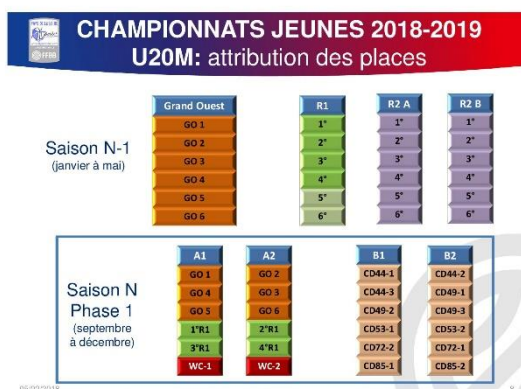 CHAMPIONNATS JEUNES 2018-2019
U20M: attribution des places
FFBB
Saison N-1
(janvier à mai)
Grand Ouest
GO 1
GO 2
GO 3
GO 4
GO 5
GO 6
R1
1°
2°
3°
4°
5°
6°
R2 A
1°
2°
3°
4°
5°
6°
R2 B
1°
2°
3°
4°
5°
6°
Saison N
Phase 1
(septembre
à décembre)
A1
GO 1
GO 4
GO 5
1°R1
3°R1
WC-1
A2
GO 2
GO 3
GO 6
2°R1
4°R1
WC-2
B1
CD44-1
CD44-3
CD49-2
CD53-1
CD72-2
CD85-1
B2
CD44-2
CD49-1
CD49-3
CD53-2
CD72-1
CD85-2